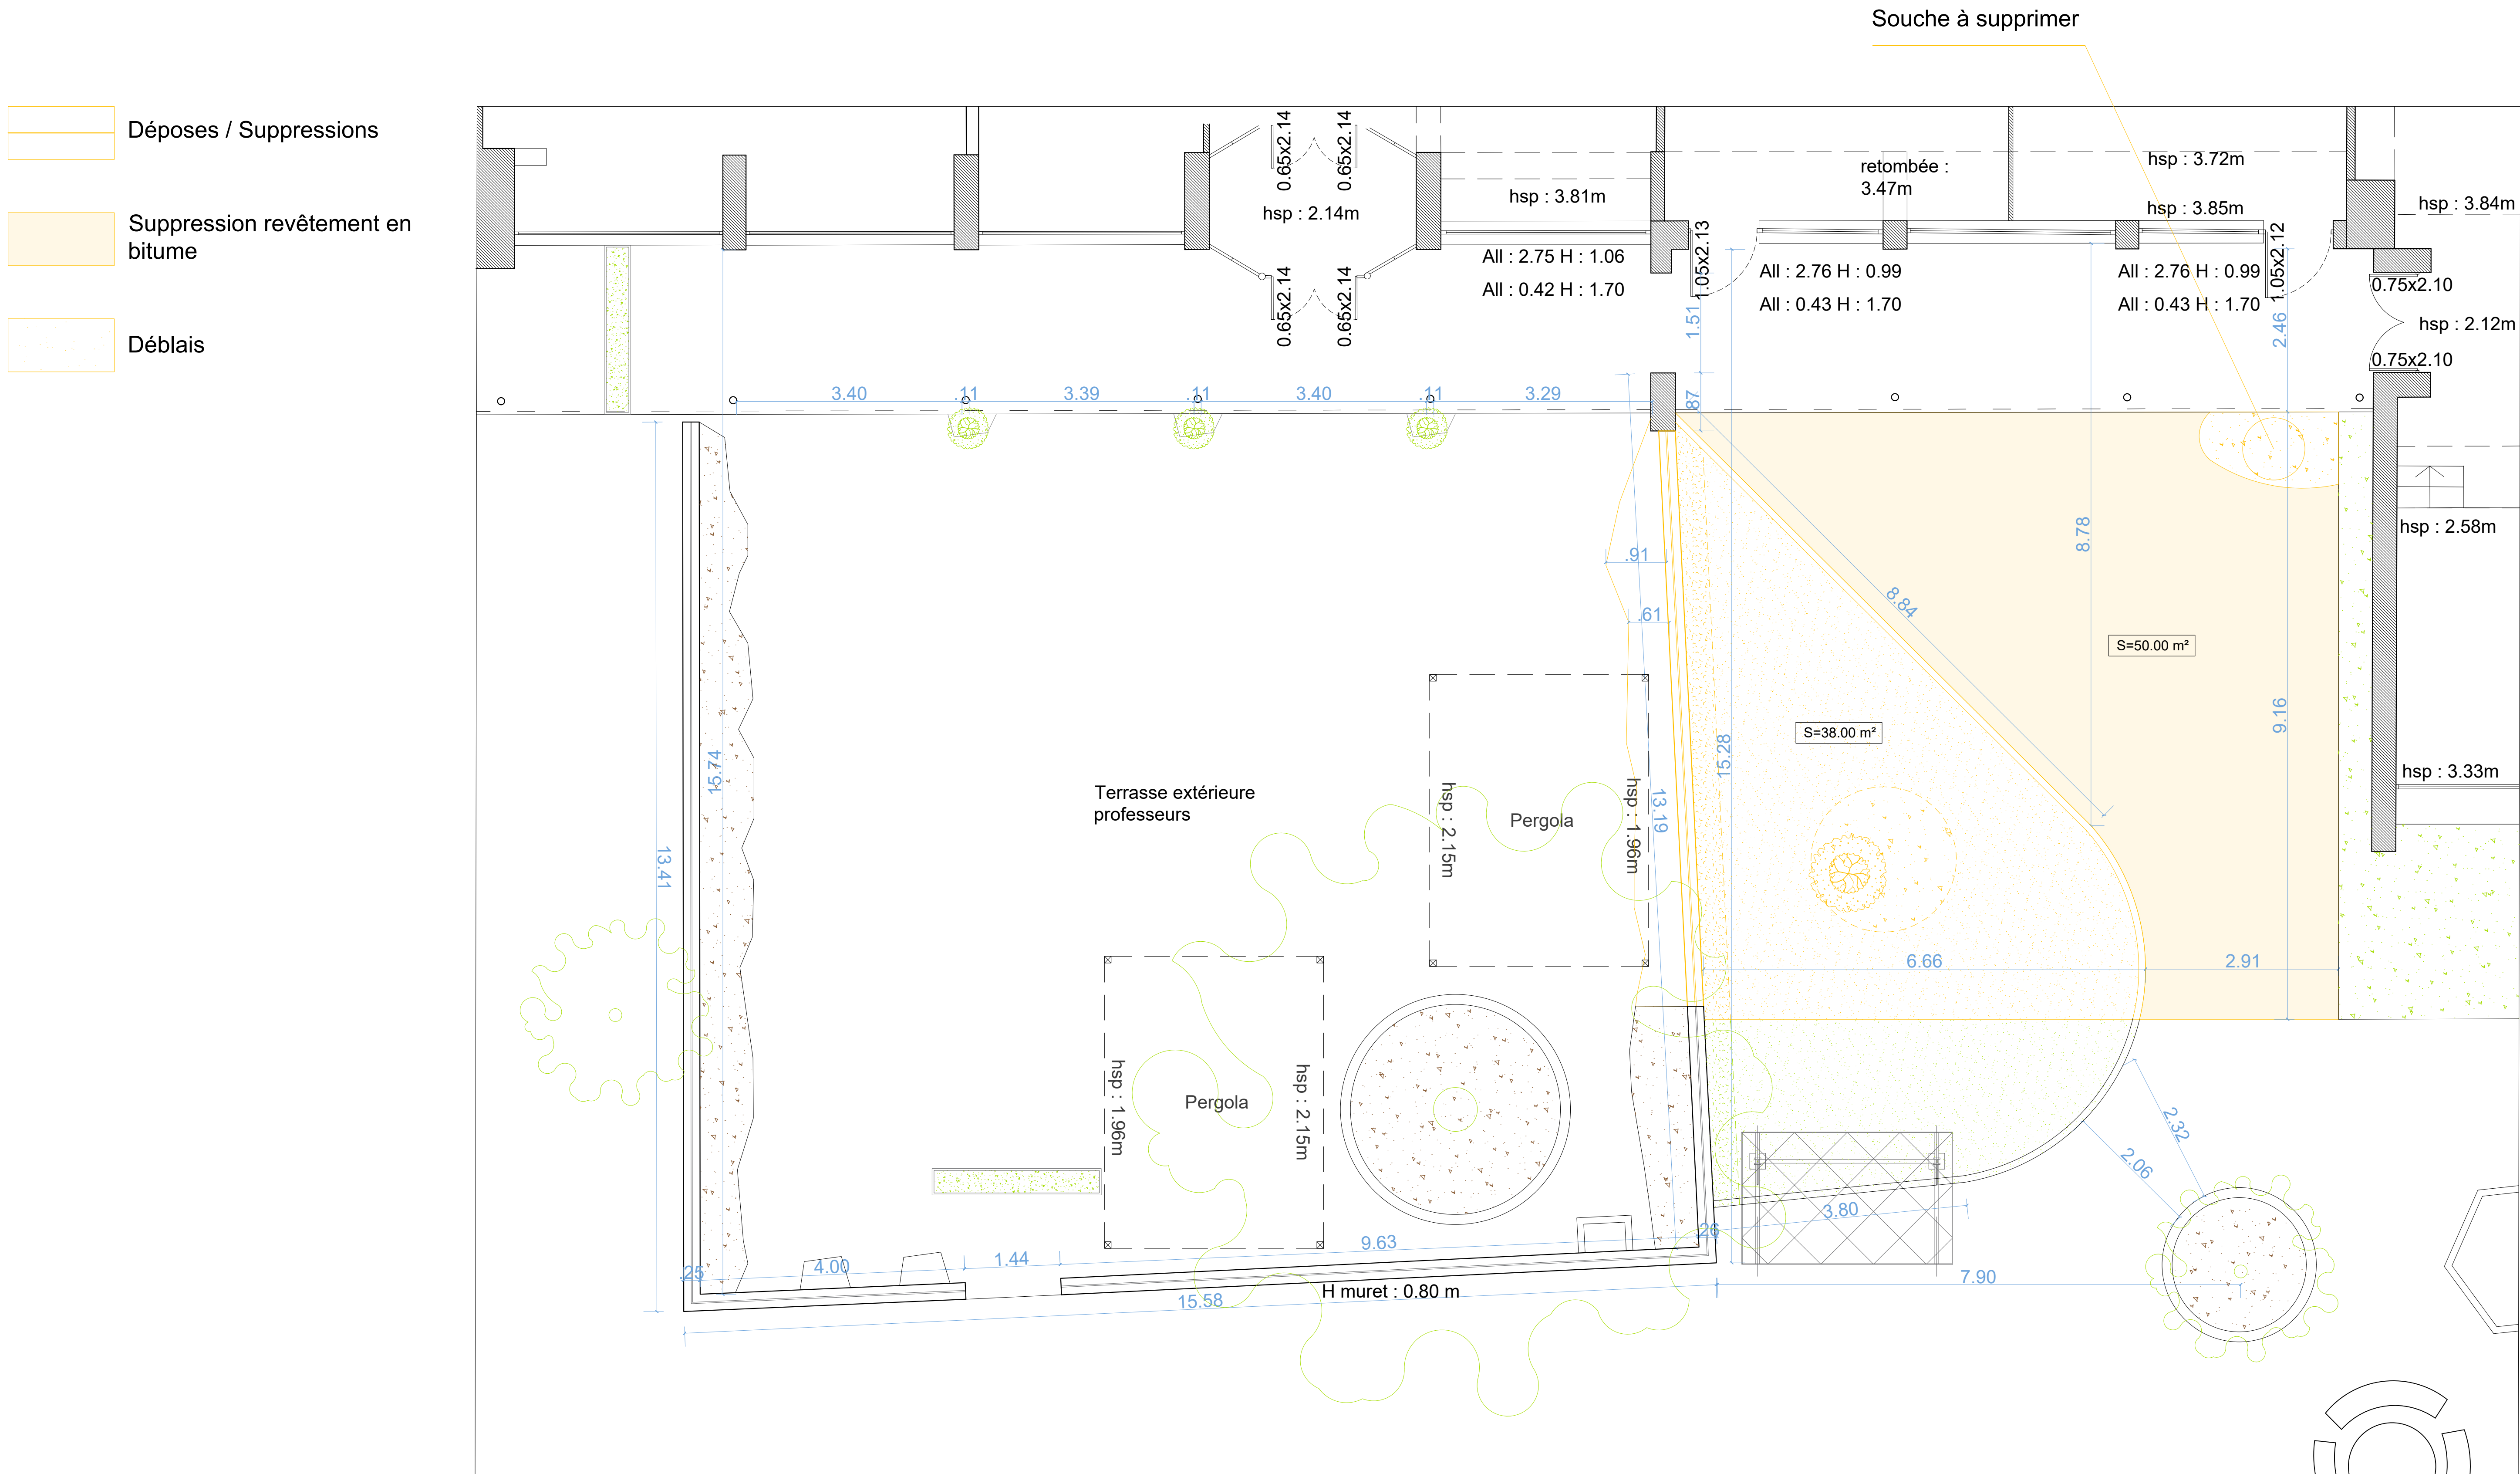 Souche à supprimer
Déposes / Suppressions
Suppression revêtement en
bitume
Déblais
0.65x2.14
0.65x2.14
hsp : 2.14m
0.65x2.14
0.65x2.14
hsp : 3.81m
All : 2.75 H : 1.06
All : 0.42 H : 1.70
retombée :
3.47m
hsp : 3.72m
hsp : 3.85m
hsp : 3.84m
1.05x2.13
All : 2.76 H : 0.99
All : 0.43 H : 1.70
All : 2.76 H : 0.99
All : 0.43 H : 1.70
1.05x2.12
0.75x2.10
hsp : 2.12m
0.75x2.10
1.51
2.46
3.40
.11
3.39
.11
3.40
.11
3.29
.87
hsp : 2.58m
.91
8.78
8.84
.61
S=50.00 m²
9.16
S=38.00 m²
15.74
15.28
hsp : 3.33m
Terrasse extérieure
professeurs
hsp : 2.15m
Pergola
hsp : 1.96m
13.19
13.41
6.66
2.91
hsp : 1.96m
Pergola
hsp : 2.15m
2.32
2.06
3.80
.26
9.63
1.44
4.00
.25
7.90
H muret : 0.80 m
15.58